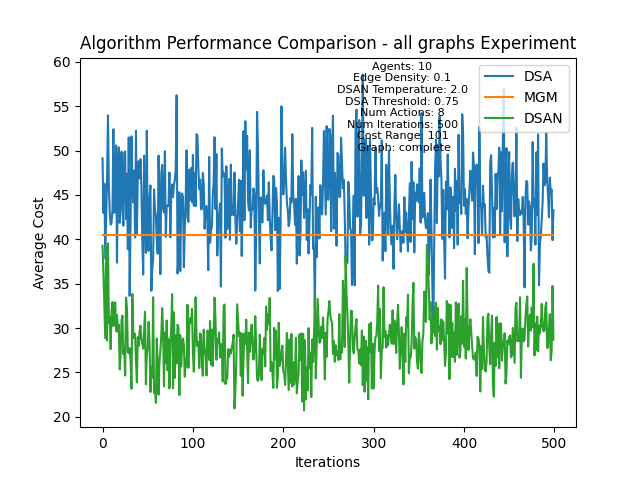 Algorithm Performance Comparison - all graphs Experiment
60
55
50
45
40
35
30
25
20
Average Cost
Agents: 10
Edge Density: 0.1
DSAN Temperature: 2.0
DSA Threshold: 0.75
Num Actions: 8
Num Iterations: 500
Cost Range: 101
Graph: complete
DSA
MGM
DSAN
0
100
200
300
400
500
Iterations